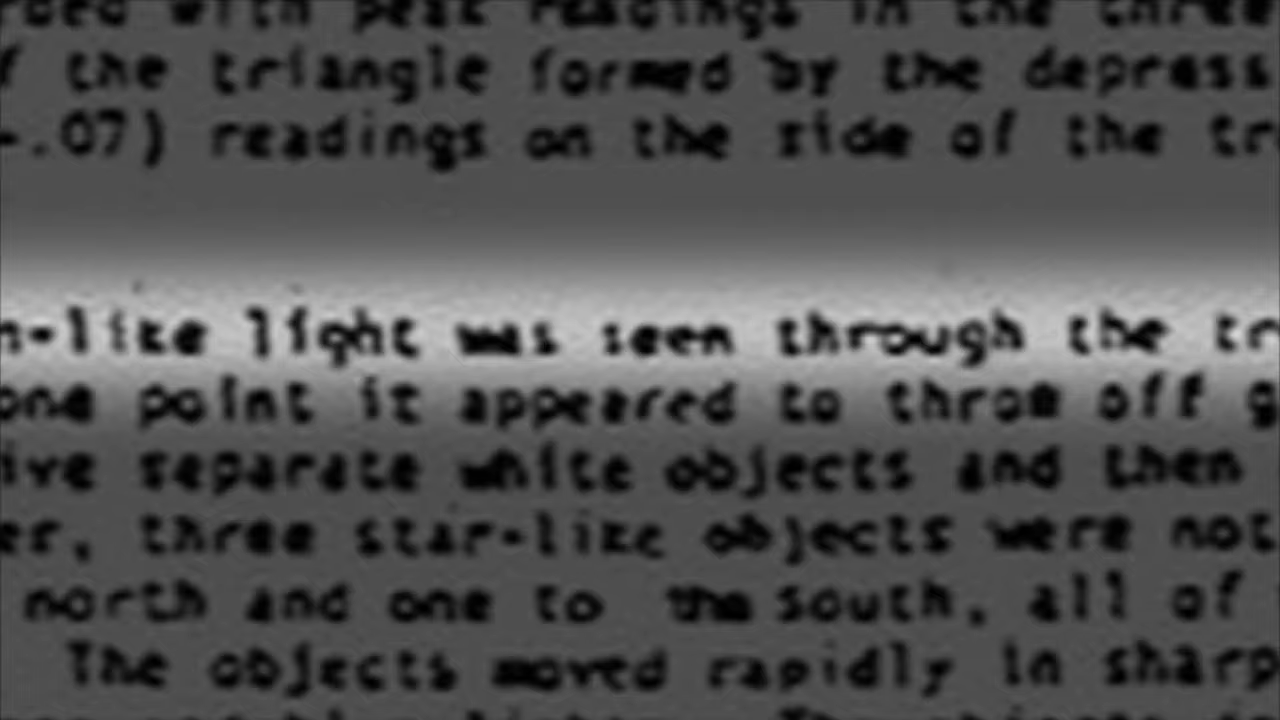 ded with peak readings in the three
f the triangle formed by the depress
-.07) readings on the side of the tr
n-like light was seen through the tr
one point it appeared to throw off g
ive separate white objects and then
er, three star-like objects were not
north and one to the south, all of
The objects moved rapidly in sharp